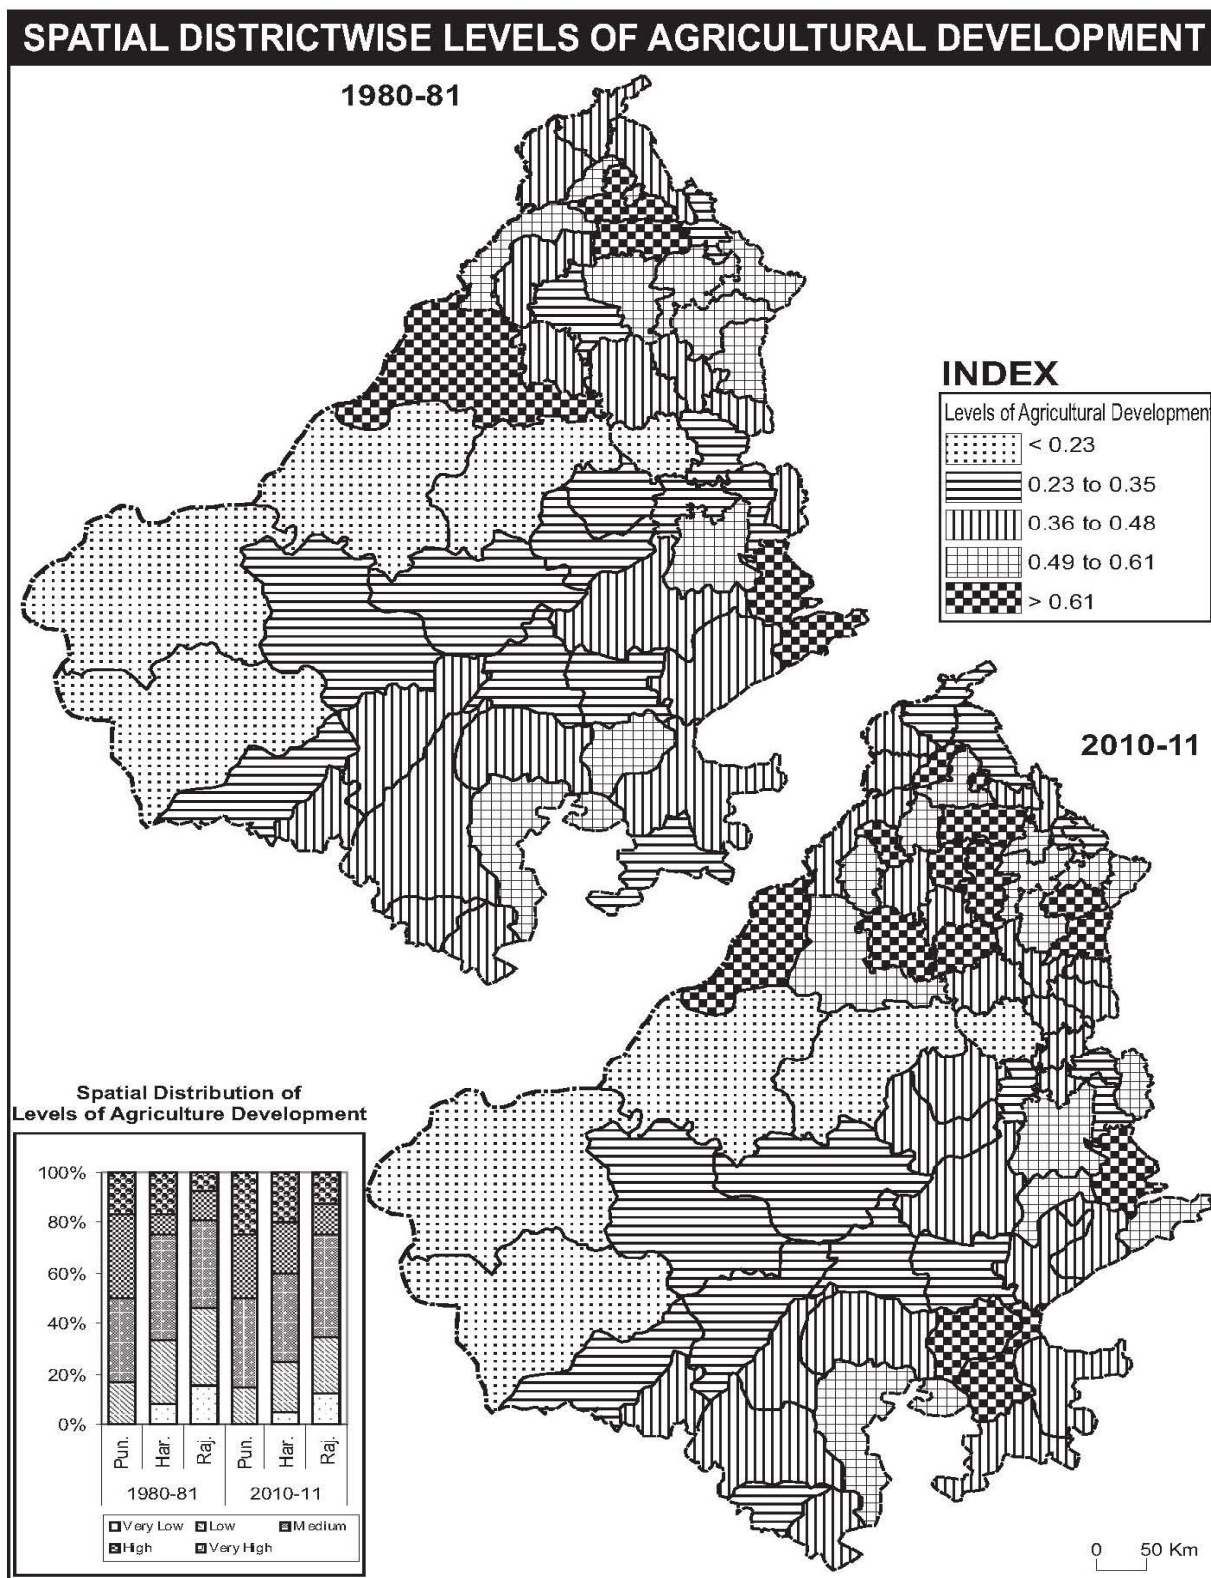 SPATIAL DISTRICTWISE LEVELS OF AGRICULTURAL DEVELOPMENT
1980-81
INDEX
Levels of Agricultural Development
< 0.23
0.23 to 0.35
0.36 to 0.48
0.49 to 0.61
> 0.61
2010-11
Spatial Distribution of
Levels of Agriculture Development
100%
80%
60%
40%
20%
0%
Pun. Har. Raj. Pun. Har. Raj.
1980-81 2010-11
Very Low Low Medium
High Very High
0 50 Km